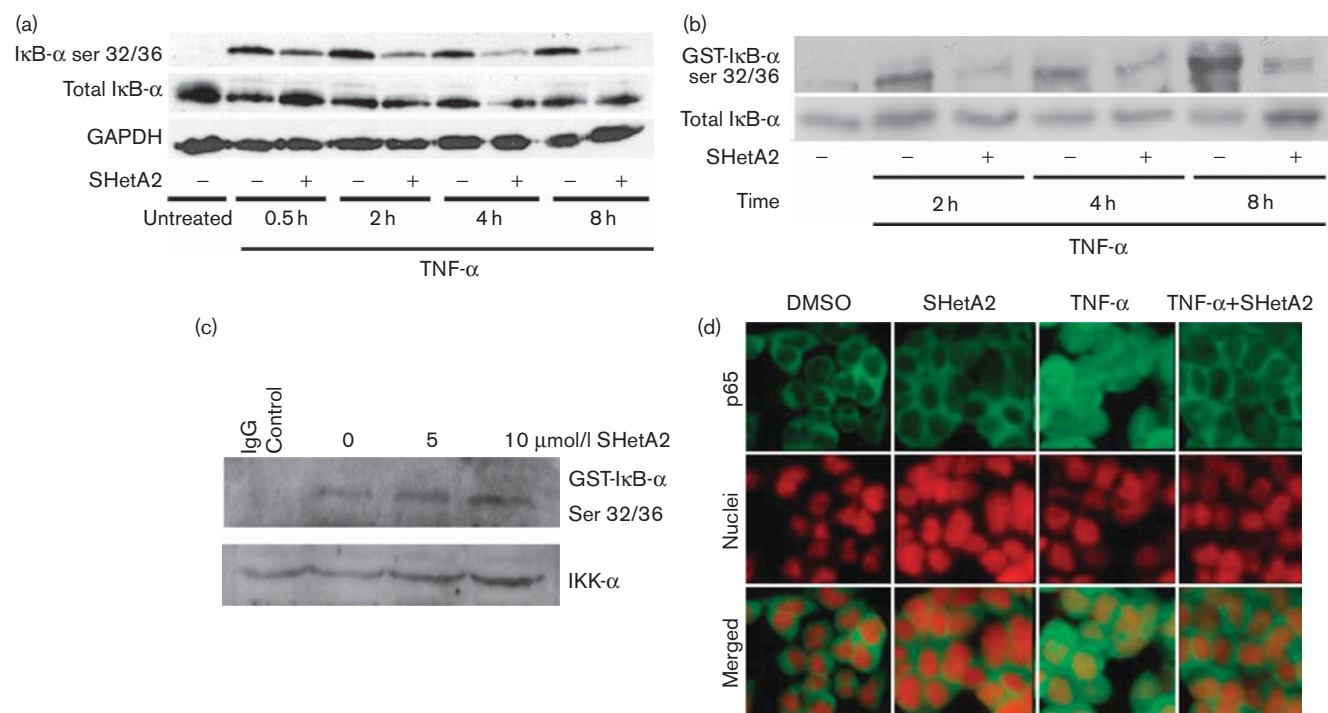 (a)
IκB-α ser 32/36
Total IκB-α
GAPDH
SHetA2 – – + – + – + – +
Untreated 0.5 h 2 h 4 h 8 h
TNF-α
(b)
GST-IκB-α
ser 32/36
Total IκB-α
SHetA2 – – + – + – +
Time 2 h 4 h 8 h
TNF-α
(c)
IgG
Control
0 5 10 μmol/l SHetA2
GST-IκB-α
Ser 32/36
IKK-α
(d)
DMSO SHetA2 TNF-α TNF-α+SHetA2
p65
Nuclei
Merged